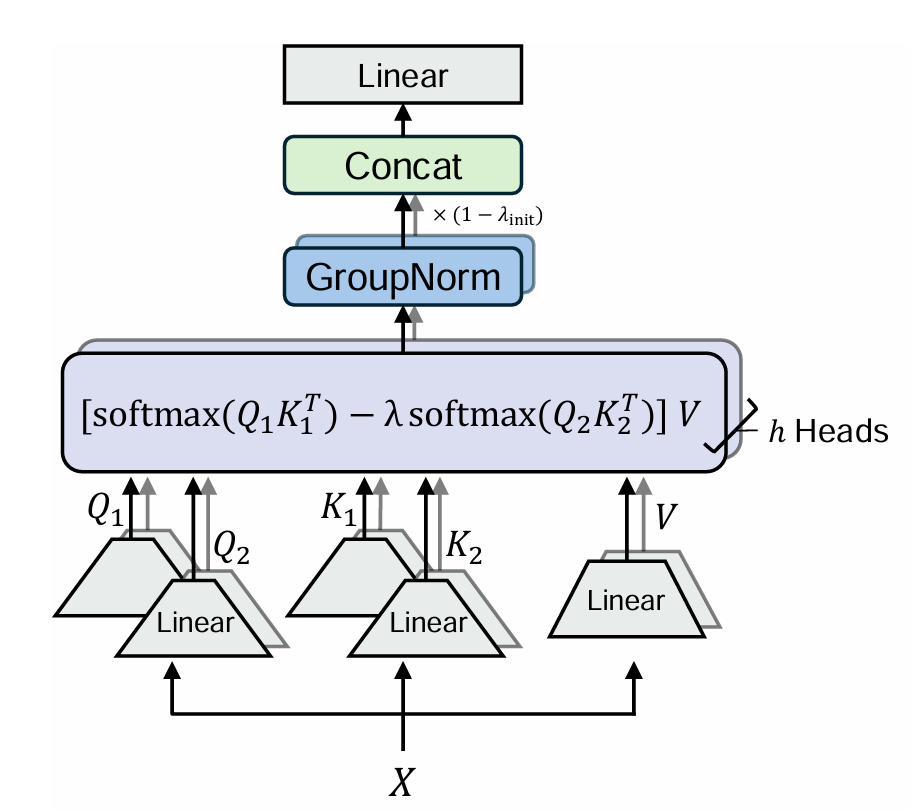 Linear
Concat
× (1 − λ_init)
GroupNorm
[softmax(Q₁K₁ᵀ) − λ softmax(Q₂K₂ᵀ)] V
h Heads
Q₁
K₁
V
Q₂
K₂
Linear
Linear
Linear
X